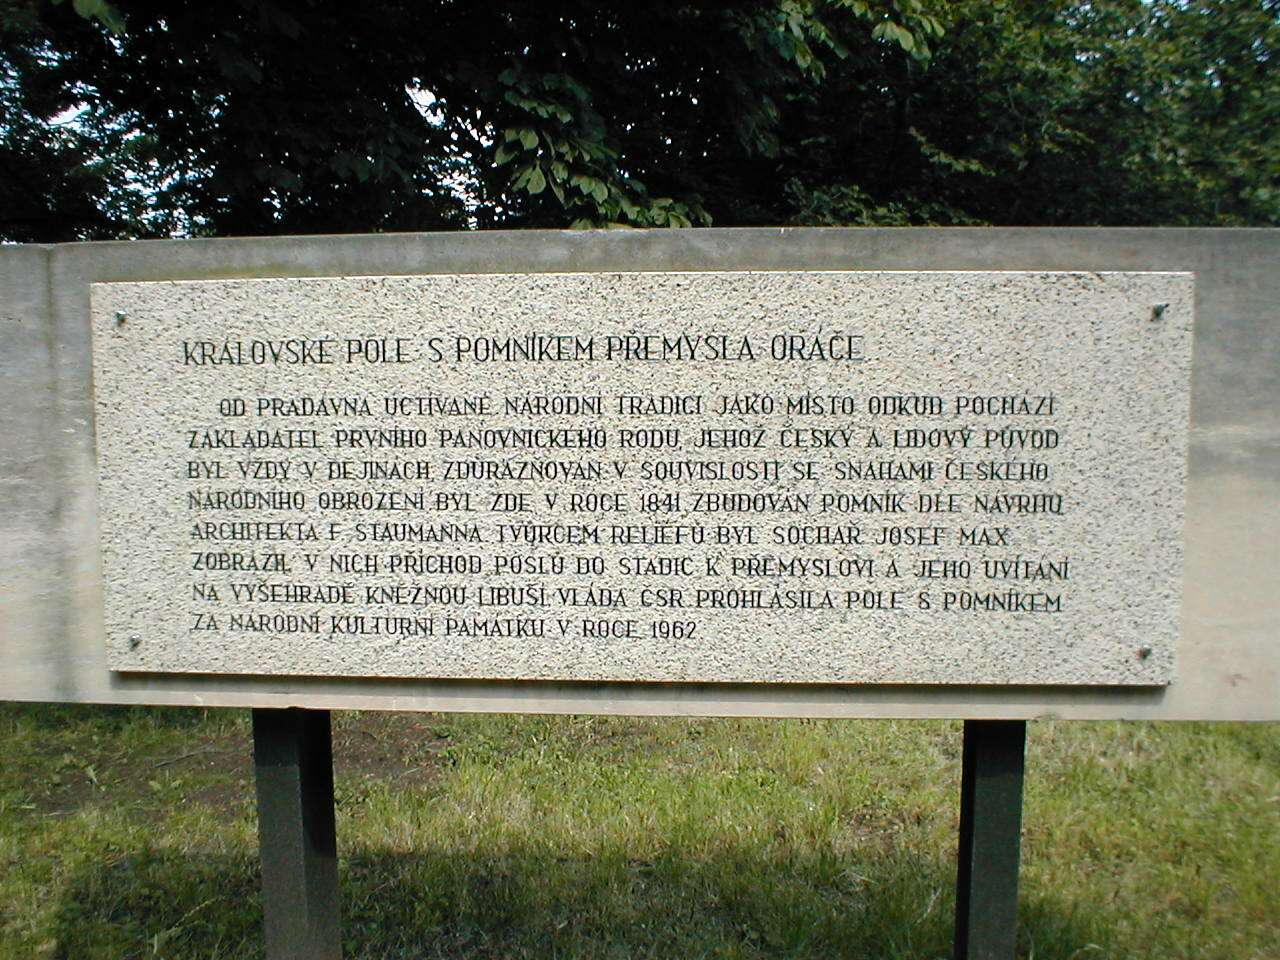 KRÁLOVSKÉ POLE S POMNÍKEM PŘEMYSLA ORÁČE
OD PRADÁVNA UCTÍVANÉ NÁRODNÍ TRADICÍ JAKO MÍSTO ODKUD POCHÁZÍ
ZAKLADATEL PRVNÍHO PANOVNICKÉHO RODU, JEHOŽ ČESKÝ A LIDOVÝ PŮVOD
BYL VŽDY V DĚJINÁCH ZDŮRAZŇOVÁN. V SOUVISLOSTI SE SNAHAMI ČESKÉHO
NÁRODNÍHO OBROZENÍ BYL ZDE V ROCE 1841 ZBUDOVÁN POMNÍK DLE NÁVRHU
ARCHITEKTA F. STAUMANNA. TVŮRCEM RELIÉFŮ BYL SOCHAŘ JOSEF MAX.
ZOBRAZIL V NICH PŘÍCHOD POSLŮ DO STADIC K PŘEMYSLOVI A JEHO UVÍTÁNÍ
NA VYŠEHRADĚ KNĚŽNOU LIBUŠÍ. VLÁDA ČSR PROHLÁSILA POLE S POMNÍKEM
ZA NÁRODNÍ KULTURNÍ PAMÁTKU V ROCE 1962